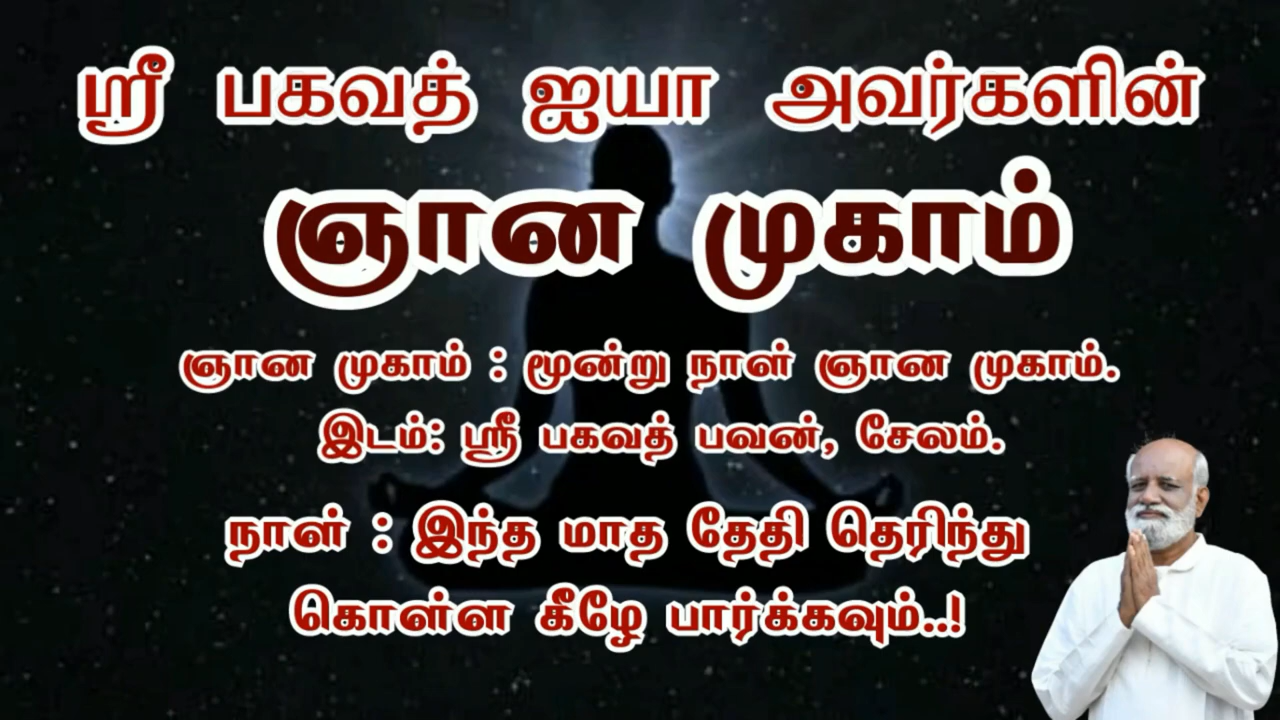 ஸ்ரீ பகவத் ஐயா அவர்களின்
ஞான முகாம்
ஞான முகாம் : மூன்று நாள் ஞான முகாம்.
இடம்: ஸ்ரீ பகவத் பவன், சேலம்.
நாள் : இந்த மாத தேதி தெரிந்து
கொள்ள கீழே பார்க்கவும்..!